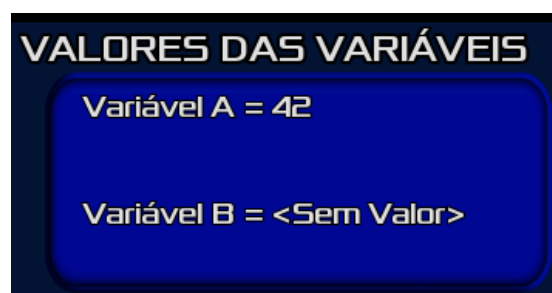 VALORES DAS VARIÁVEIS
Variável A = 42
Variável B = <Sem Valor>